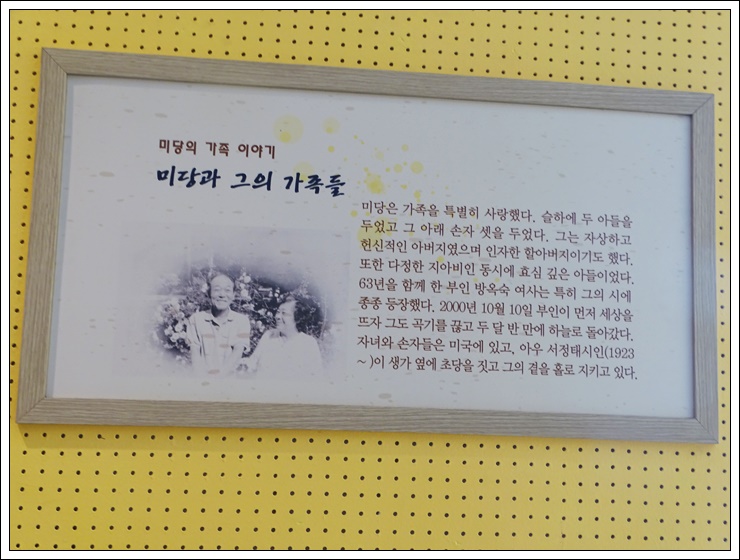 미당의 가족 이야기
미당과 그의 가족들
미당은 가족을 특별히 사랑했다. 슬하에 두 아들을
두었고 그 아래 손자 셋을 두었다. 그는 자상하고
헌신적인 아버지였으며 인자한 할아버지이기도 했다.
또한 다정한 지아비인 동시에 효심 깊은 아들이었다.
63년을 함께 한 부인 방옥숙 여사는 특히 그의 시에
종종 등장했다. 2000년 10월 10일 부인이 먼저 세상을
뜨자 그도 곡기를 끊고 두 달 반 만에 하늘로 돌아갔다.
자녀와 손자들은 미국에 있고, 아우 서정태시인(1923
~ )이 생가 옆에 초당을 짓고 그의 곁을 홀로 지키고 있다.